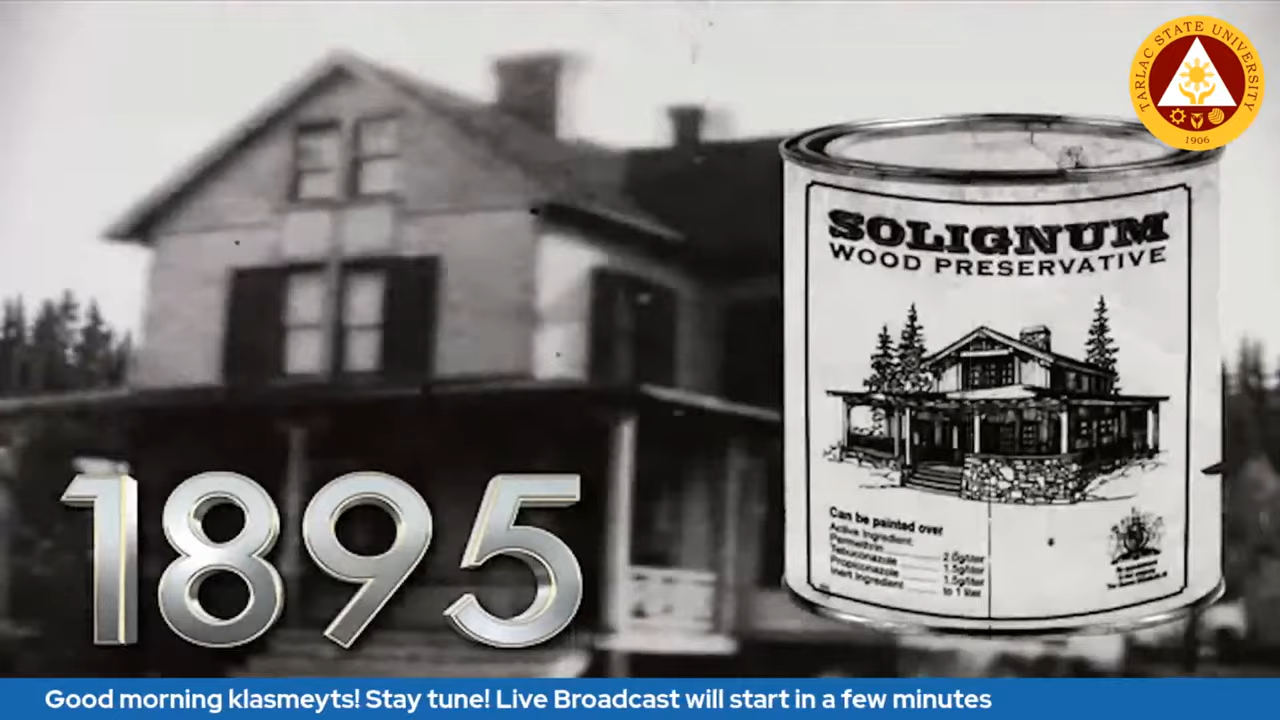 TARLAC STATE UNIVERSITY
1906
SOLIGNUM
WOOD PRESERVATIVE
Can be painted over
Active Ingredient:
Permethrin 2.0g/liter
Tebuconazole 1.5g/liter
Propiconazole 1.5g/liter
Inert Ingredient to 1 liter
1895
Good morning klasmeyts! Stay tune! Live Broadcast will start in a few minutes